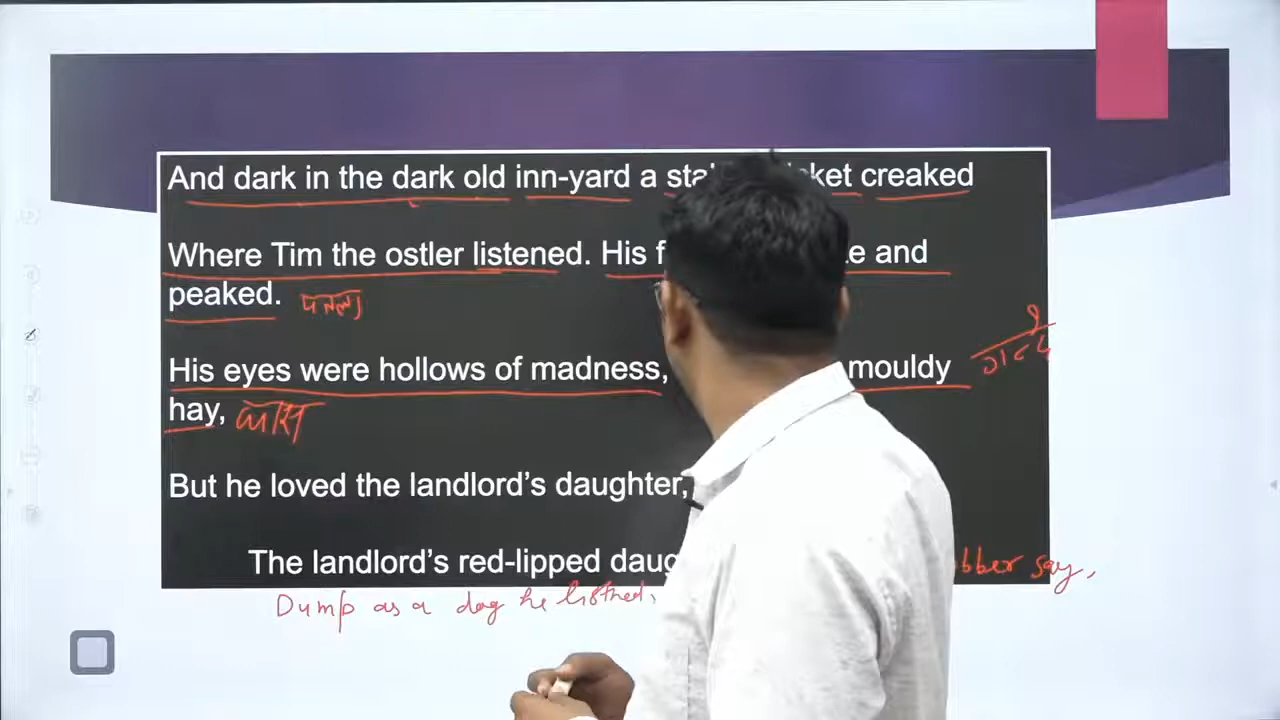 And dark in the dark old inn-yard a sta ket creaked
Where Tim the ostler listened. His f e and
peaked. पतला
His eyes were hollows of madness, mouldy
hay, घास
But he loved the landlord's daughter,
The landlord's red-lipped daug bber say,
Dump as a dog he listned,